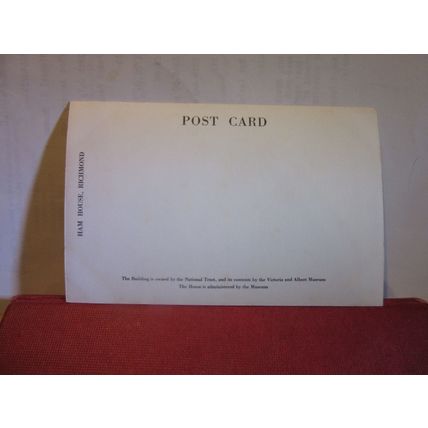 POST CARD
HAM HOUSE, RICHMOND
The Building is owned by the National Trust, and its contents by the Victoria and Albert Museum
The House is administered by the Museum